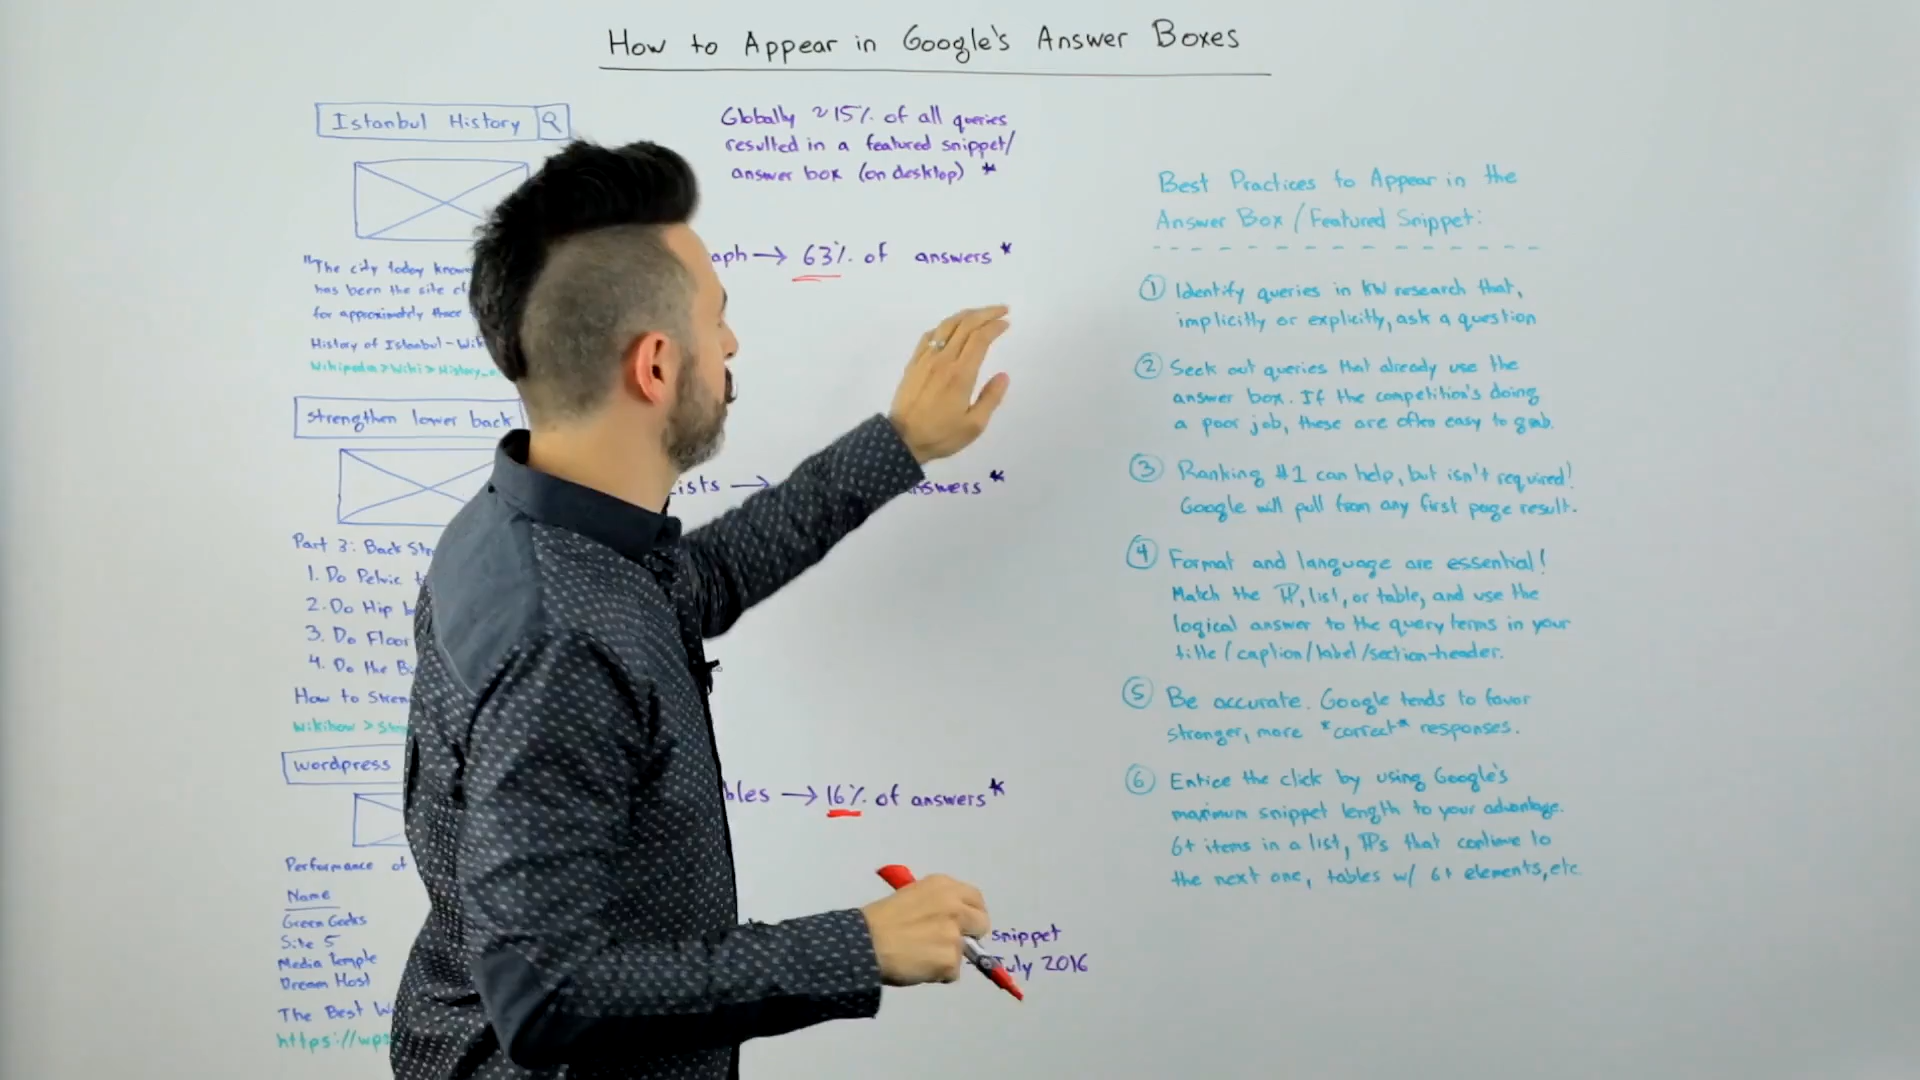 How to Appear in Google's Answer Boxes
Istanbul History
"The city today known
has been the site of
for approximately three
History of Istanbul - Wik
Wikipedia > Wiki > History_o
strengthen lower back
Part 3: Back Str
1. Do Pelvic t
2. Do Hip b
3. Do Floor
4. Do the B
How to Stren
Wikihow > Str
wordpress
Performance of
Name
Green Geeks
Site 5
Media Temple
Dream Host
The Best W
https://wps
Globally ~15% of all queries
resulted in a featured snippet/
answer box (on desktop) *
aph → 63% of answers*
ists → nswers *
bles → 16% of answers*
snippet
July 2016
Best Practices to Appear in the
Answer Box / Featured Snippet:
① Identify queries in KW research that,
implicitly or explicitly, ask a question
② Seek out queries that already use the
answer box. If the competition's doing
a poor job, these are often easy to grab.
③ Ranking #1 can help, but isn't required!
Google will pull from any first page result.
④ Format and language are essential!
Match the ¶, list, or table, and use the
logical answer to the query terms in your
title/caption/label/section-header.
⑤ Be accurate. Google tends to favor
stronger, more *correct* responses.
⑥ Entice the click by using Google's
maximum snippet length to your advantage.
6+ items in a list, ¶s that continue to
the next one, tables w/ 6+ elements, etc.